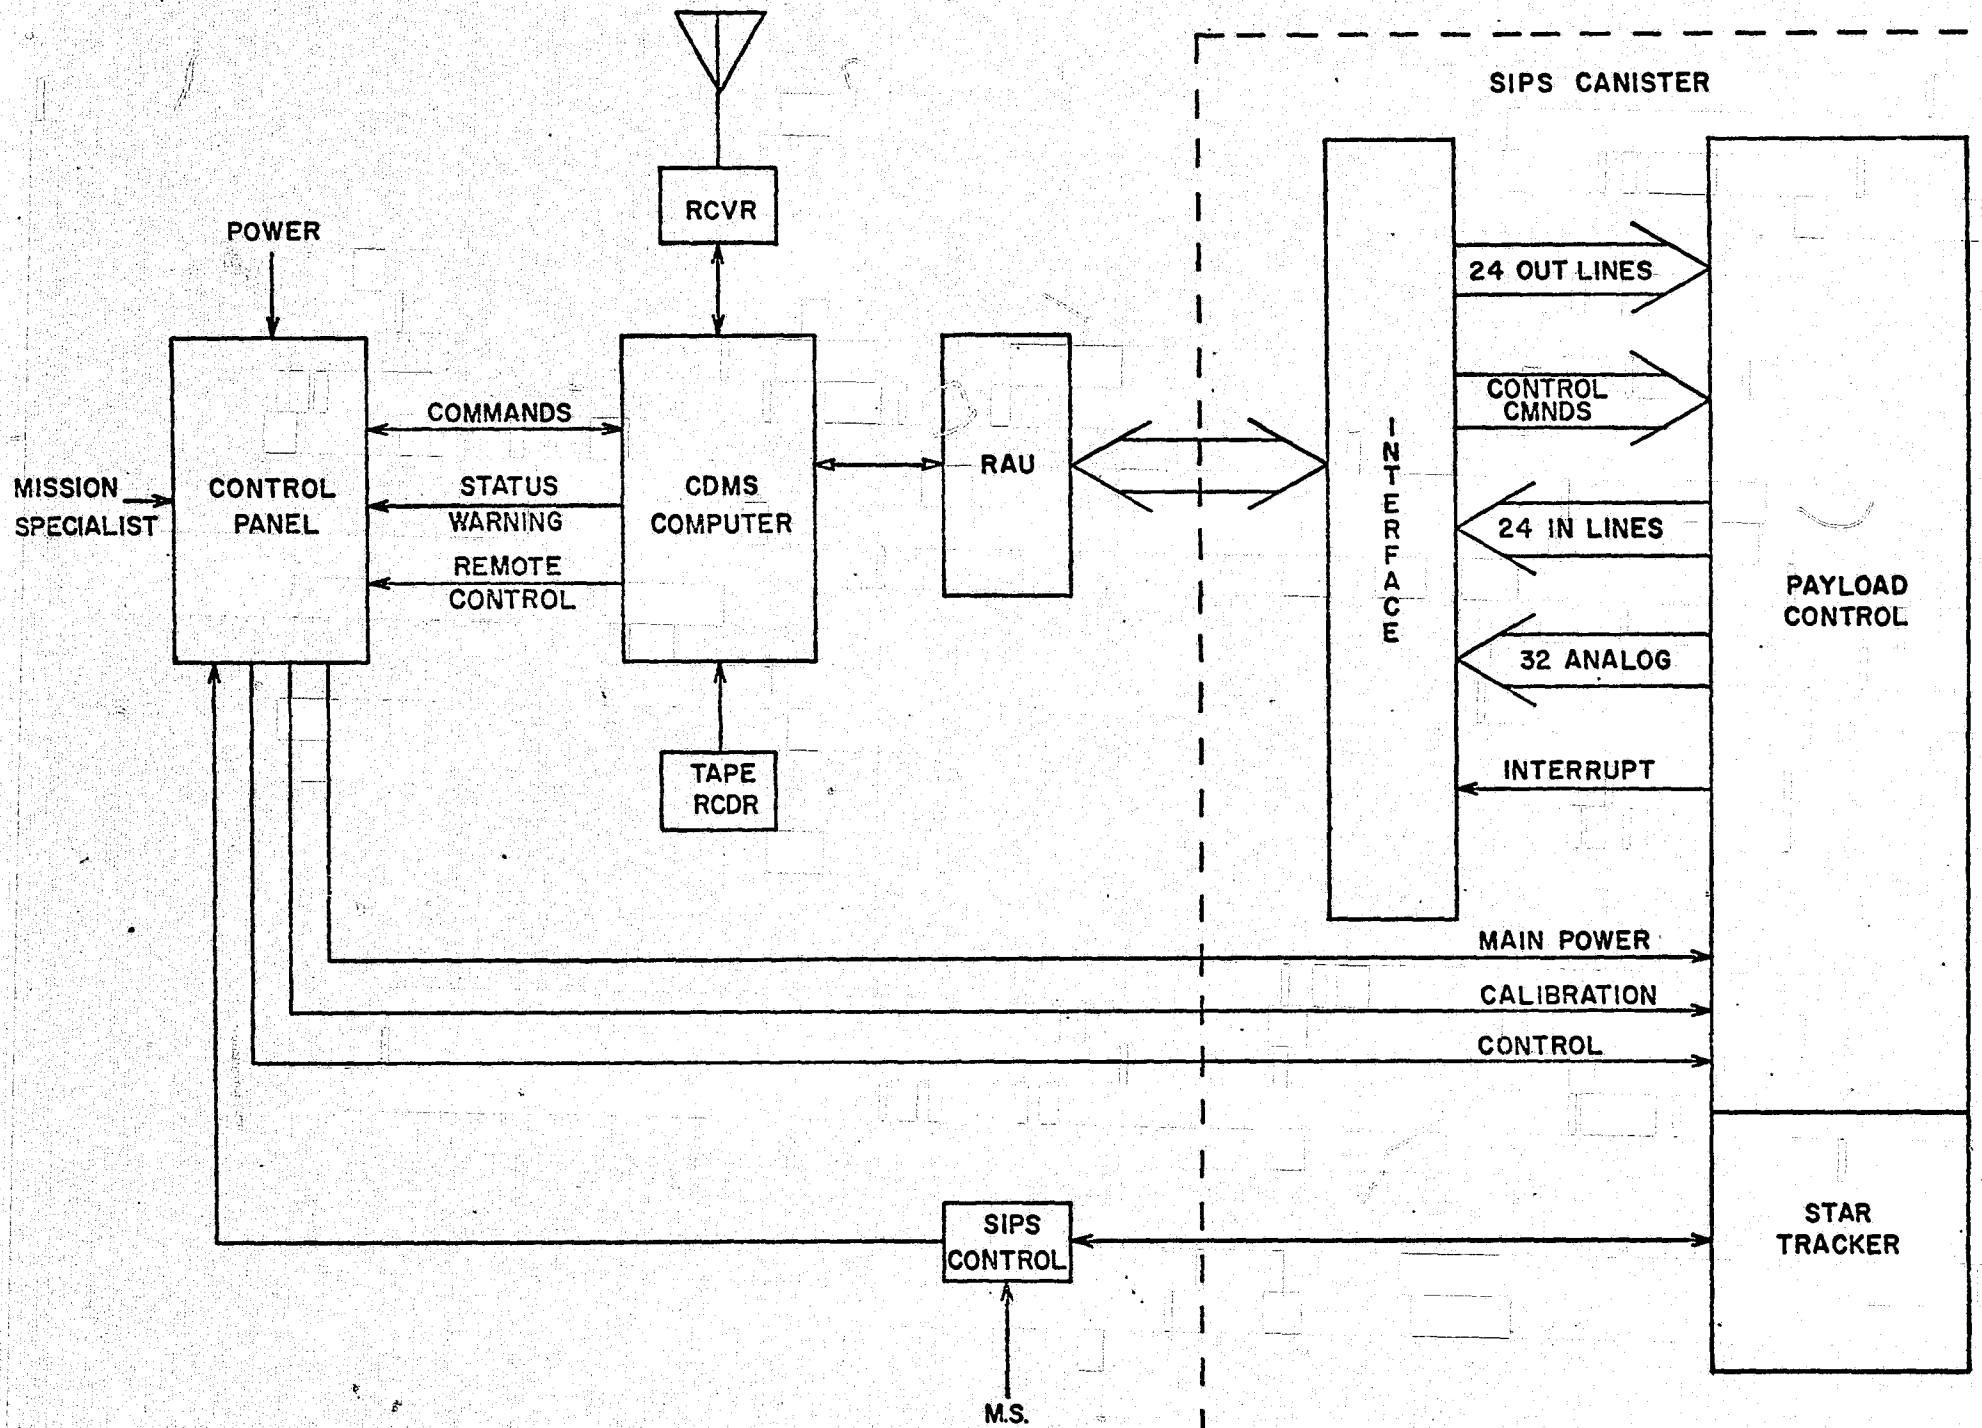 SIPS CANISTER
RCVR
POWER
24 OUT LINES
CONTROL
CMNDS
COMMANDS
MISSION
SPECIALIST
CONTROL
PANEL
STATUS
WARNING
REMOTE
CONTROL
CDMS
COMPUTER
RAU
INTERFACE
24 IN LINES
32 ANALOG
INTERRUPT
PAYLOAD
CONTROL
TAPE
RCDR
MAIN POWER
CALIBRATION
CONTROL
SIPS
CONTROL
STAR
TRACKER
M.S.